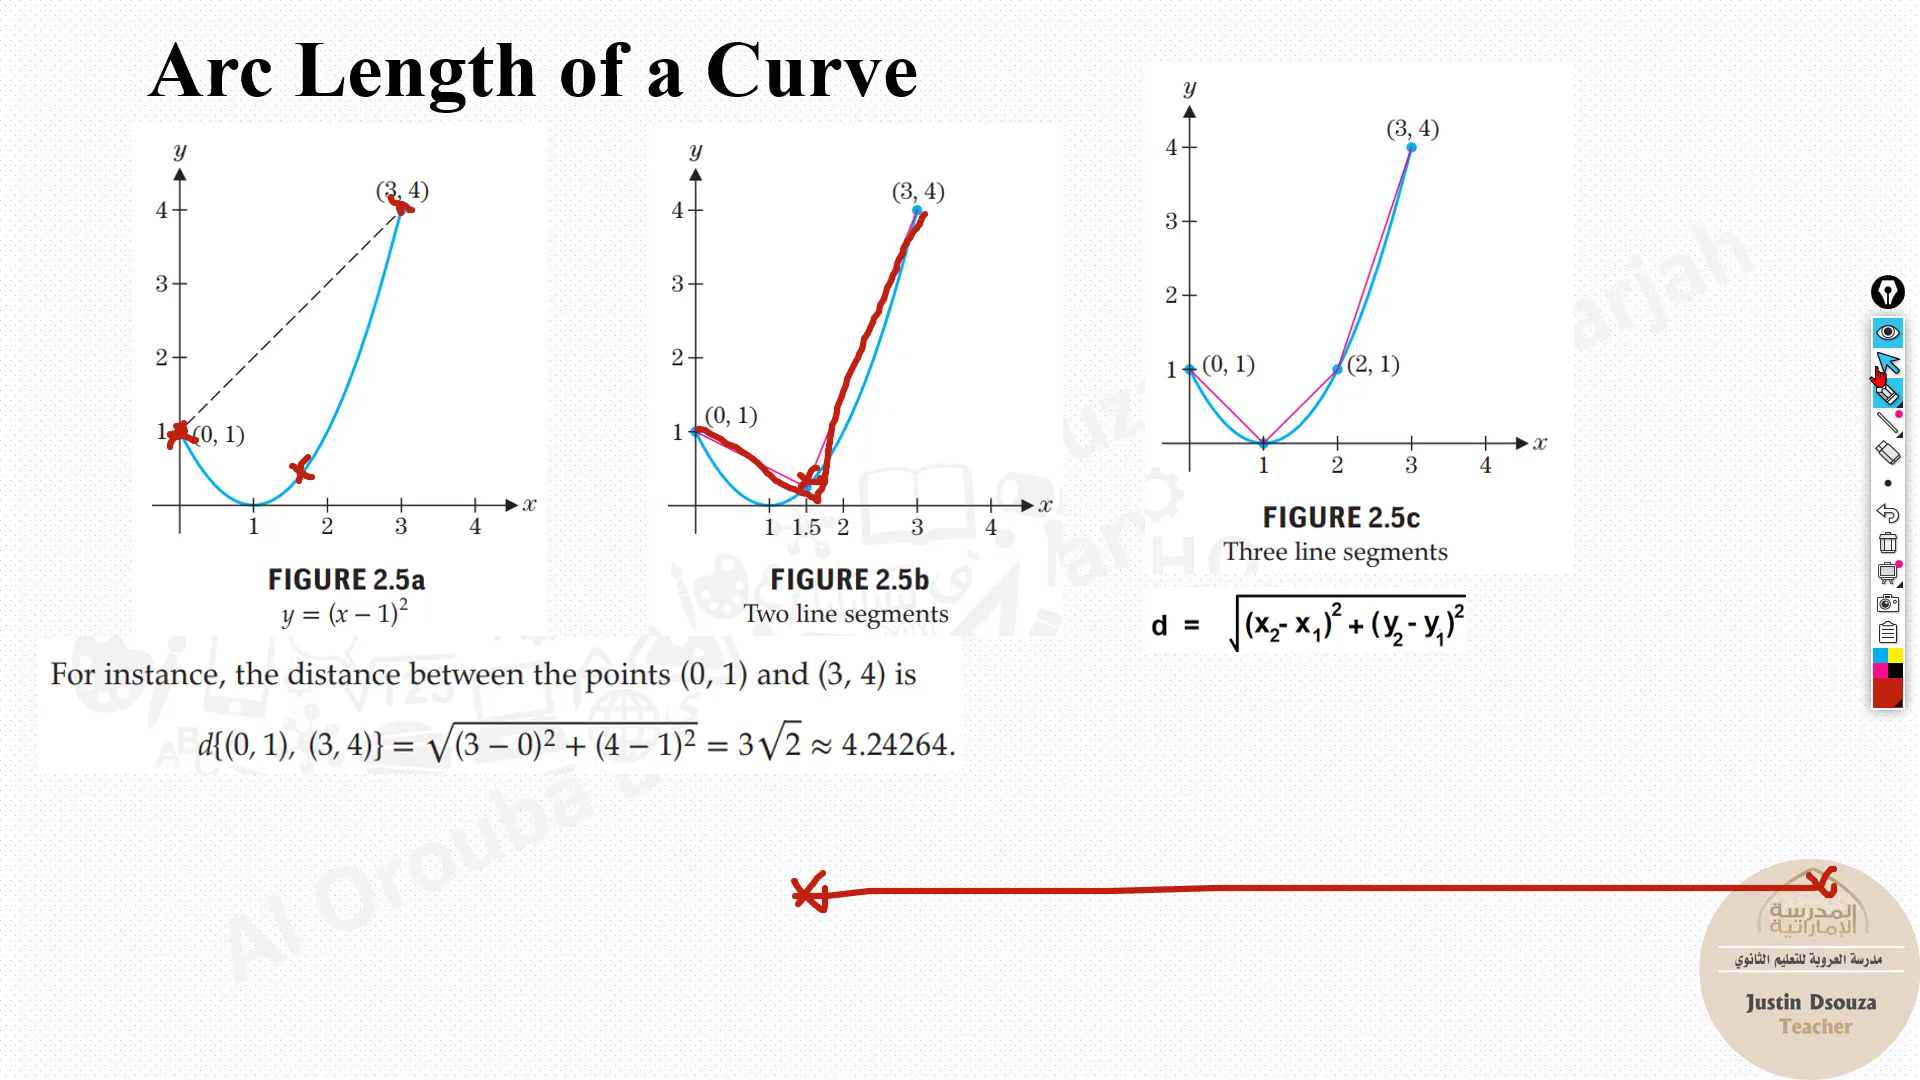 Arc Length of a Curve
y
(3, 4)
4
3
2
1
(0, 1)
1 2 3 4
x
FIGURE 2.5a
y = (x − 1)²
y
(3, 4)
4
3
2
1
(0, 1)
1 1.5 2 3 4
x
FIGURE 2.5b
Two line segments
y
(3, 4)
4
3
2
1
(0, 1)
(2, 1)
1 2 3 4
x
FIGURE 2.5c
Three line segments
d = √(x₂- x₁)² + (y₂ - y₁)²
For instance, the distance between the points (0, 1) and (3, 4) is
d{(0, 1), (3, 4)} = √(3 − 0)² + (4 − 1)² = 3√2 ≈ 4.24264.
Al Orouba
arjah
المدرسة
الإماراتية
مدرسة العروبة للتعليم الثانوي
Justin Dsouza
Teacher